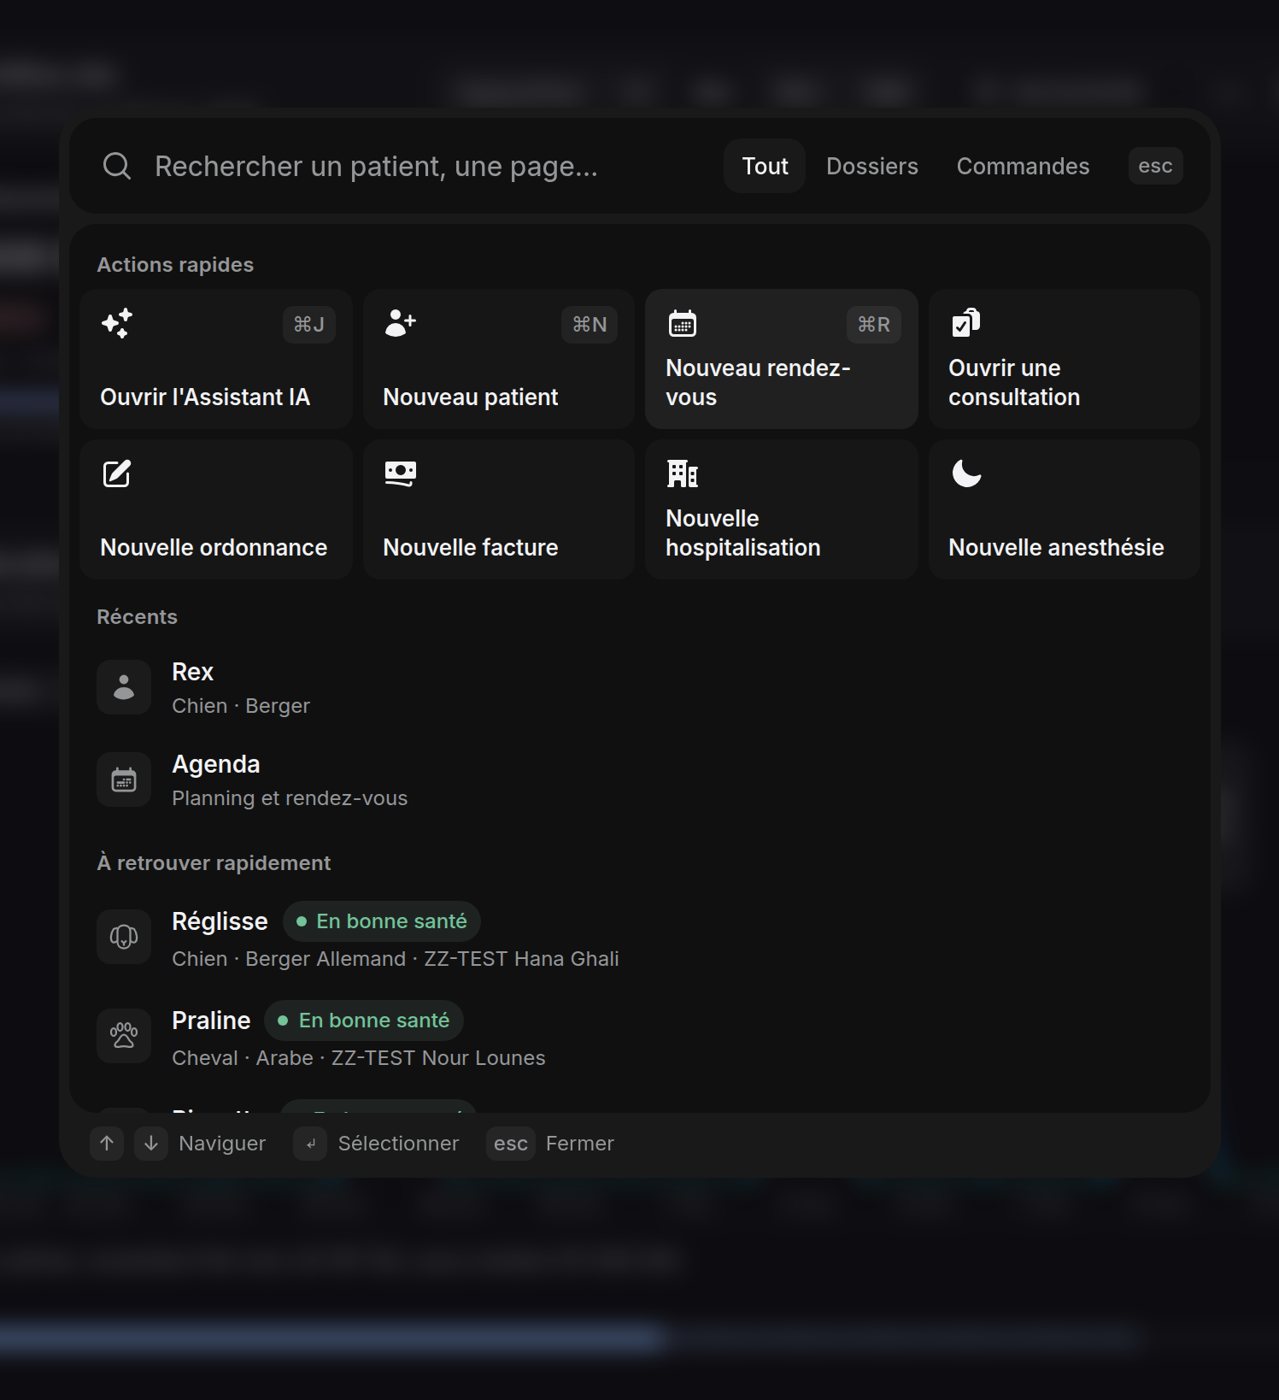 Rechercher un patient, une page...
Tout
Dossiers
Commandes
esc
Actions rapides
⌘J
Ouvrir l'Assistant IA
⌘N
Nouveau patient
⌘R
Nouveau rendez-
vous
Ouvrir une
consultation
Nouvelle ordonnance
Nouvelle facture
Nouvelle
hospitalisation
Nouvelle anesthésie
Récents
Rex
Chien · Berger
Agenda
Planning et rendez-vous
À retrouver rapidement
Réglisse
En bonne santé
Chien · Berger Allemand · ZZ-TEST Hana Ghali
Praline
En bonne santé
Cheval · Arabe · ZZ-TEST Nour Lounes
↑ ↓ Naviguer
Sélectionner
esc Fermer